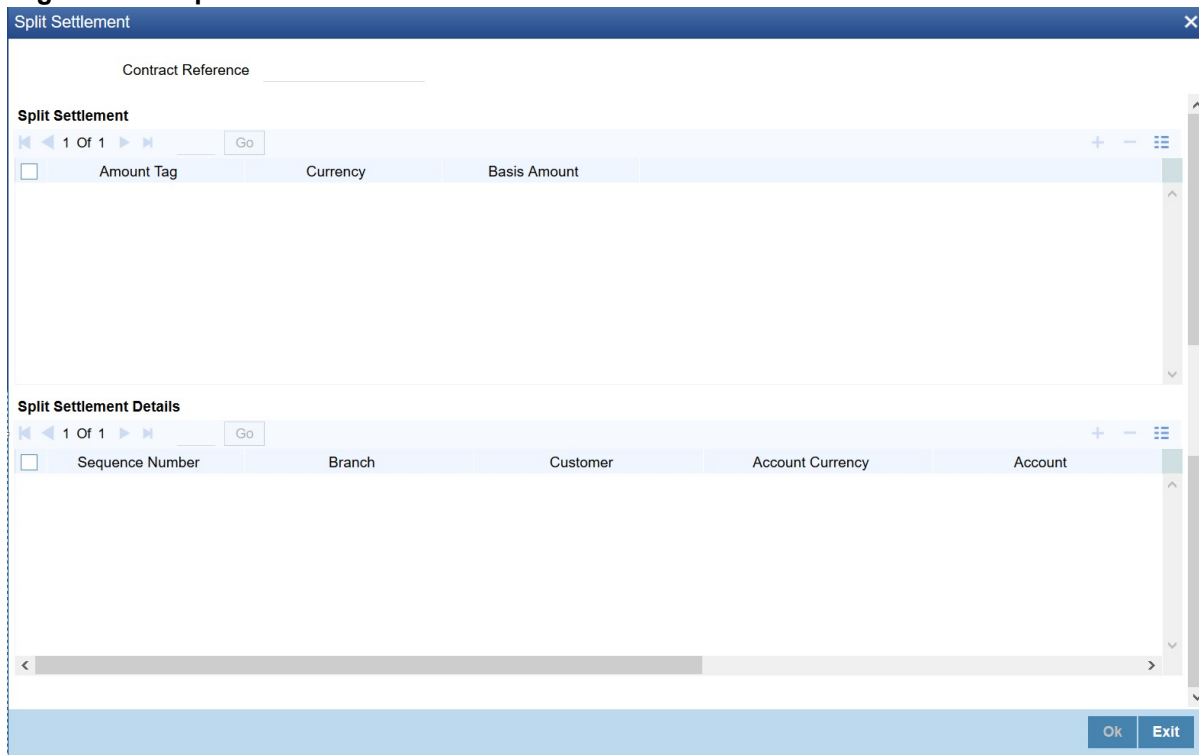 Split Settlement
Contract Reference
Split Settlement
1 Of 1 Go
Amount Tag Currency Basis Amount
Split Settlement Details
1 Of 1 Go
Sequence Number Branch Customer Account Currency Account
Ok Exit